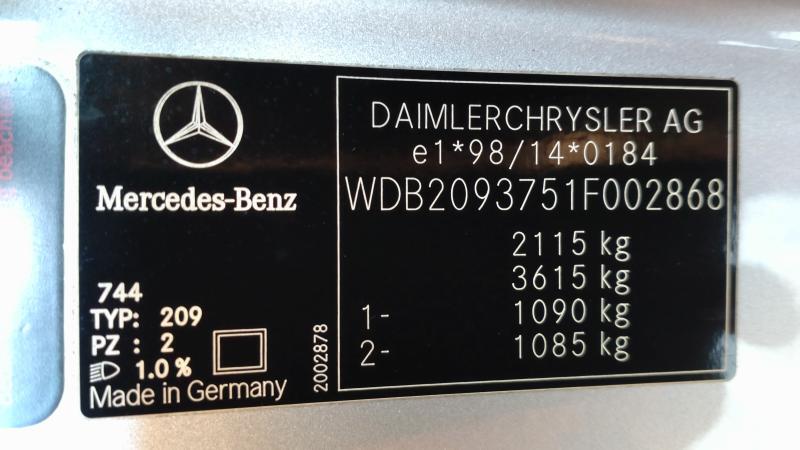 Mercedes-Benz
744
TYP: 209
PZ : 2
1.0 %
Made in Germany
2002878
DAIMLERCHRYSLER AG
e1*98/14*0184
WDB2093751F002868
2115 kg
3615 kg
1- 1090 kg
2- 1085 kg